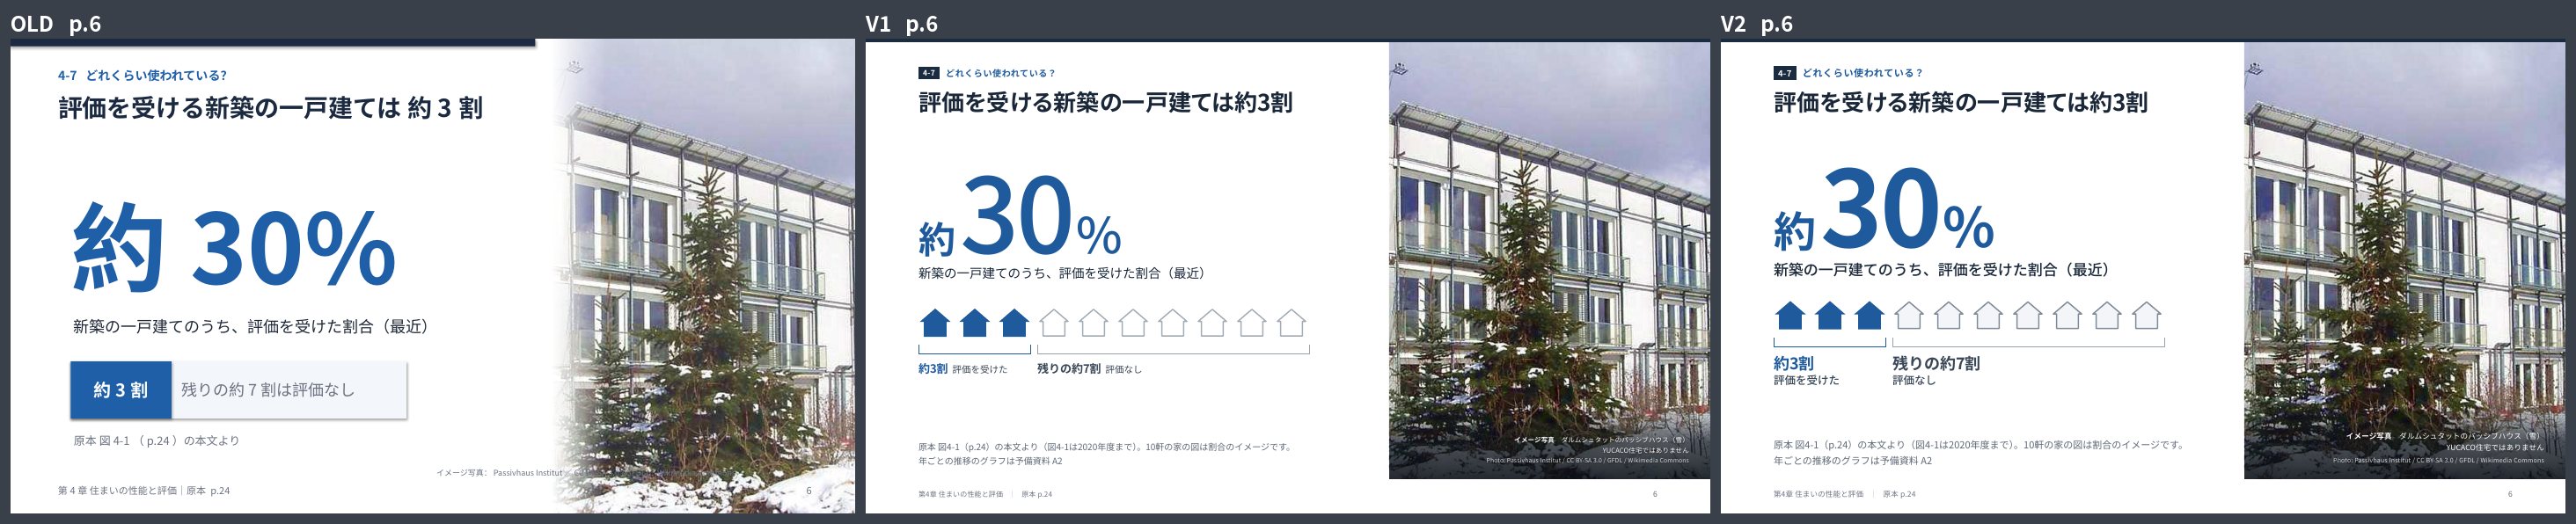 OLD p.6
4-7 どれくらい使われている?
評価を受ける新築の一戸建ては 約 3 割
約 30%
新築の一戸建てのうち、評価を受けた割合（最近）
約 3 割
残りの約 7 割は評価なし
原本 図 4-1 （ p.24 ）の本文より
イメージ写真： Passivhaus Institut
第 4 章 住まいの性能と評価｜原本 p.24
6
V1 p.6
4-7 どれくらい使われている？
評価を受ける新築の一戸建ては約3割
約30%
新築の一戸建てのうち、評価を受けた割合（最近）
約3割 評価を受けた
残りの約7割 評価なし
原本 図4-1（p.24）の本文より（図4-1は2020年度まで）。10軒の家の図は割合のイメージです。
年ごとの推移のグラフは予備資料 A2
イメージ写真 ダルムシュタットのパッシブハウス（雪）
YUCACO住宅ではありません
Photo: Passivhaus Institut / CC BY-SA 3.0 / GFDL / Wikimedia Commons
第4章 住まいの性能と評価｜原本 p.24
6
V2 p.6
4-7 どれくらい使われている？
評価を受ける新築の一戸建ては約3割
約30%
新築の一戸建てのうち、評価を受けた割合（最近）
約3割
評価を受けた
残りの約7割
評価なし
原本 図4-1（p.24）の本文より（図4-1は2020年度まで）。10軒の家の図は割合のイメージです。
年ごとの推移のグラフは予備資料 A2
イメージ写真 ダルムシュタットのパッシブハウス（雪）
YUCACO住宅ではありません
Photo: Passivhaus Institut / CC BY-SA 3.0 / GFDL / Wikimedia Commons
第4章 住まいの性能と評価｜原本 p.24
6